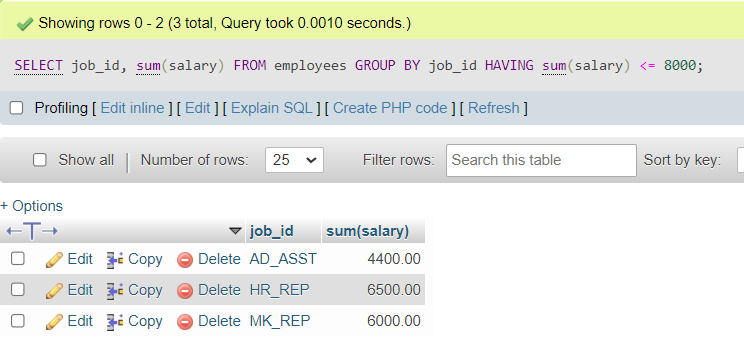 Showing rows 0 - 2 (3 total, Query took 0.0010 seconds.)
SELECT job_id, sum(salary) FROM employees GROUP BY job_id HAVING sum(salary) <= 8000;
Profiling [ Edit inline ] [ Edit ] [ Explain SQL ] [ Create PHP code ] [ Refresh ]
Show all | Number of rows: 25 Filter rows: Search this table Sort by key:
+ Options
←T→ job_id sum(salary)
Edit Copy Delete AD_ASST 4400.00
Edit Copy Delete HR_REP 6500.00
Edit Copy Delete MK_REP 6000.00